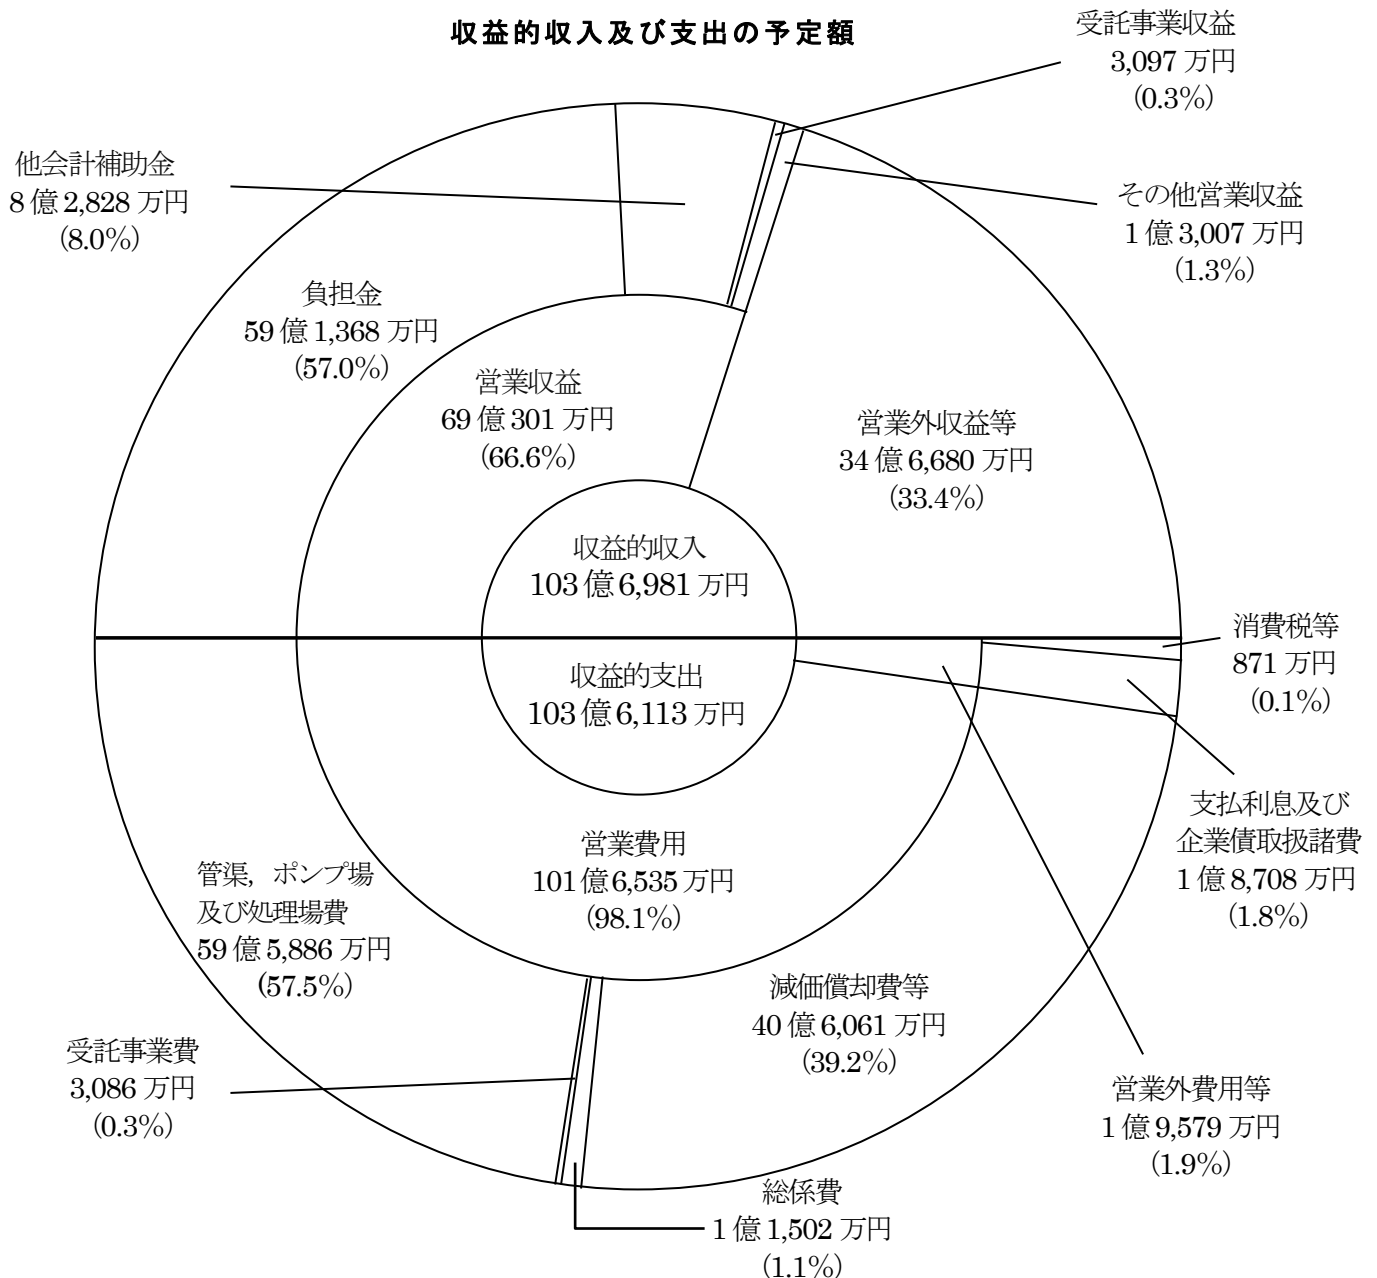 収益的収入及び支出の予定額
受託事業収益
3,097 万円
(0.3%)
他会計補助金
8 億 2,828 万円
(8.0%)
その他営業収益
1 億 3,007 万円
(1.3%)
負担金
59 億 1,368 万円
(57.0%)
営業収益
69 億 301 万円
(66.6%)
営業外収益等
34 億 6,680 万円
(33.4%)
収益的収入
103 億 6,981 万円
収益的支出
103 億 6,113 万円
消費税等
871 万円
(0.1%)
支払利息及び
企業債取扱諸費
1 億 8,708 万円
(1.8%)
営業費用
101 億 6,535 万円
(98.1%)
管渠，ポンプ場
及び処理場費
59 億 5,886 万円
(57.5%)
減価償却費等
40 億 6,061 万円
(39.2%)
受託事業費
3,086 万円
(0.3%)
営業外費用等
1 億 9,579 万円
(1.9%)
総係費
1 億 1,502 万円
(1.1%)